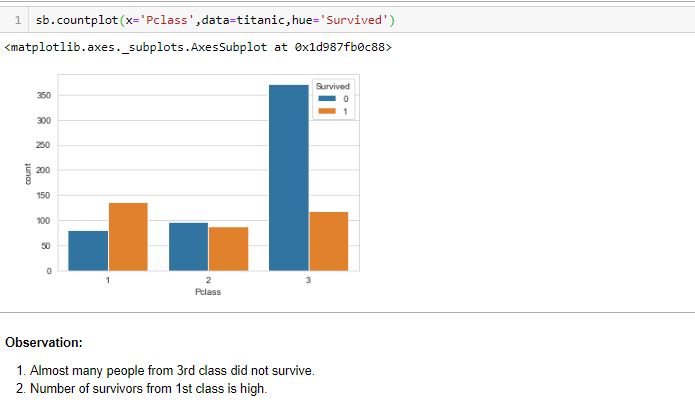 1 sb.countplot(x='Pclass',data=titanic,hue='Survived')
<matplotlib.axes._subplots.AxesSubplot at 0x1d987fb0c88>
Survived
0
1
350
300
250
200
150
100
50
0
count
1 2 3
Pclass
Observation:
1. Almost many people from 3rd class did not survive.
2. Number of survivors from 1st class is high.